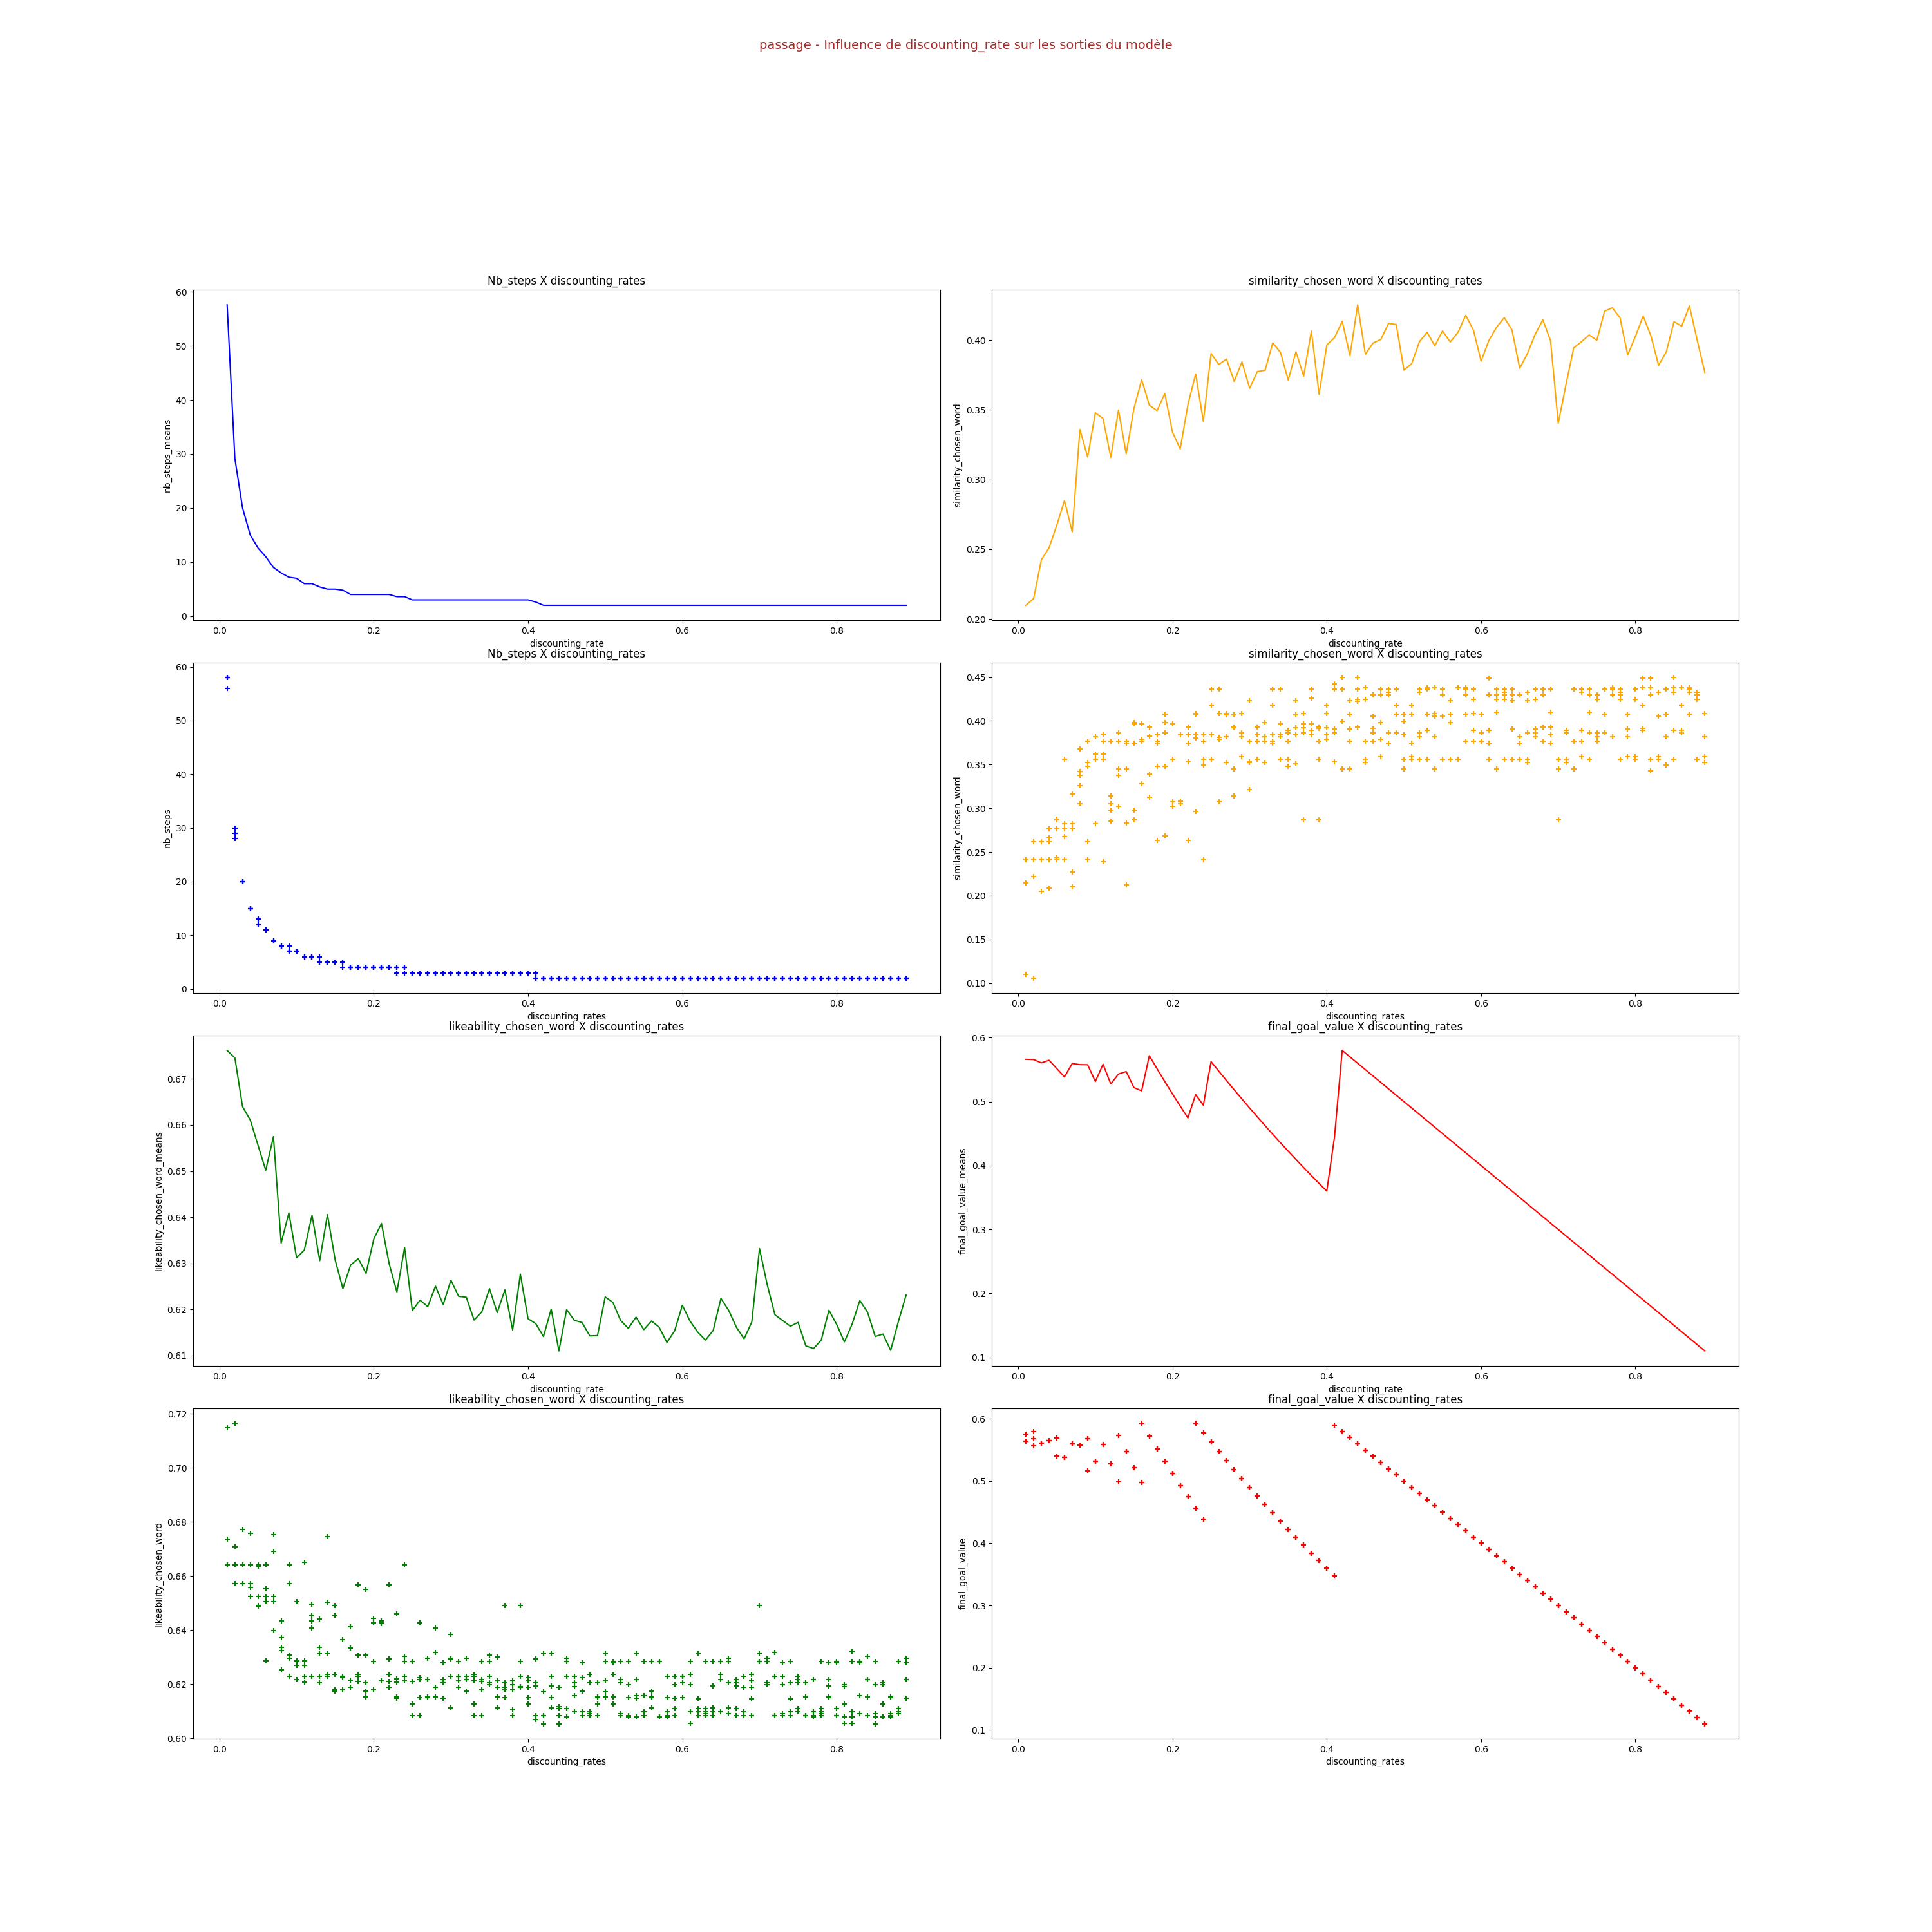 passage - Influence de discounting_rate sur les sorties du modèle
Nb_steps X discounting_rates
nb_steps_means
60
50
40
30
20
10
0
0.0 0.2 0.4 0.6 0.8
discounting_rate
similarity_chosen_word X discounting_rates
similarity_chosen_word
0.40
0.35
0.30
0.25
0.20
0.0 0.2 0.4 0.6 0.8
discounting_rate
Nb_steps X discounting_rates
nb_steps
60
50
40
30
20
10
0
0.0 0.2 0.4 0.6 0.8
discounting_rates
similarity_chosen_word X discounting_rates
similarity_chosen_word
0.45
0.40
0.35
0.30
0.25
0.20
0.15
0.10
0.0 0.2 0.4 0.6 0.8
discounting_rates
likeability_chosen_word X discounting_rates
likeability_chosen_word_means
0.67
0.66
0.65
0.64
0.63
0.62
0.61
0.0 0.2 0.4 0.6 0.8
discounting_rate
final_goal_value X discounting_rates
final_goal_value_means
0.6
0.5
0.4
0.3
0.2
0.1
0.0 0.2 0.4 0.6 0.8
discounting_rate
likeability_chosen_word X discounting_rates
likeability_chosen_word
0.72
0.70
0.68
0.66
0.64
0.62
0.60
0.0 0.2 0.4 0.6 0.8
discounting_rates
final_goal_value X discounting_rates
final_goal_value
0.6
0.5
0.4
0.3
0.2
0.1
0.0 0.2 0.4 0.6 0.8
discounting_rates